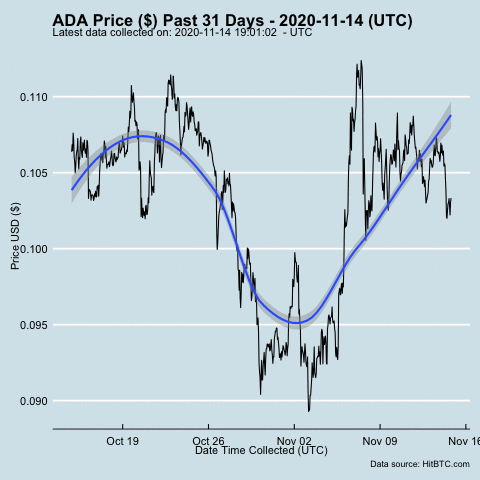 ADA Price ($) Past 31 Days - 2020-11-14 (UTC)
Latest data collected on: 2020-11-14 19:01:02 - UTC
0.110
0.105
0.100
0.095
0.090
Price USD ($)
Oct 19 Oct 26 Nov 02 Nov 09 Nov 16
Date Time Collected (UTC)
Data source: HitBTC.com